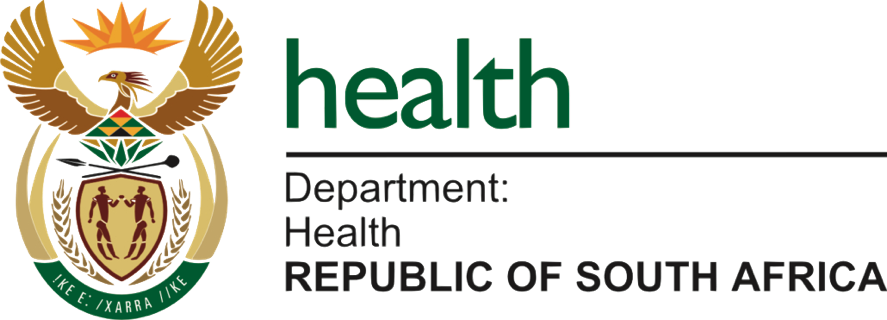 health
Department:
Health
REPUBLIC OF SOUTH AFRICA
!KE E: /XARRA //KE